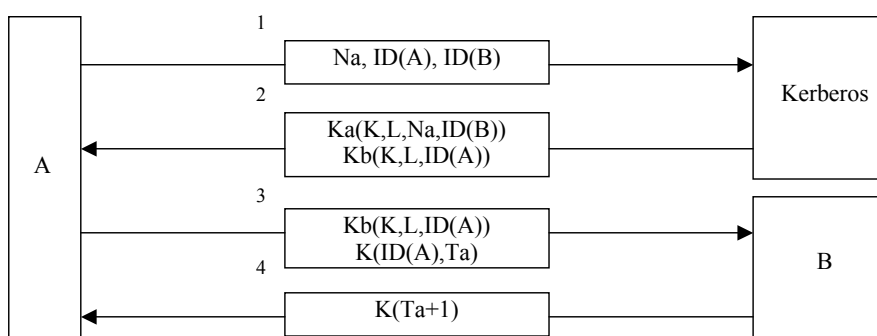 1
Na, ID(A), ID(B)
2
Kerberos
Ka(K,L,Na,ID(B))
Kb(K,L,ID(A))
A
3
Kb(K,L,ID(A))
K(ID(A),Ta)
B
4
K(Ta+1)